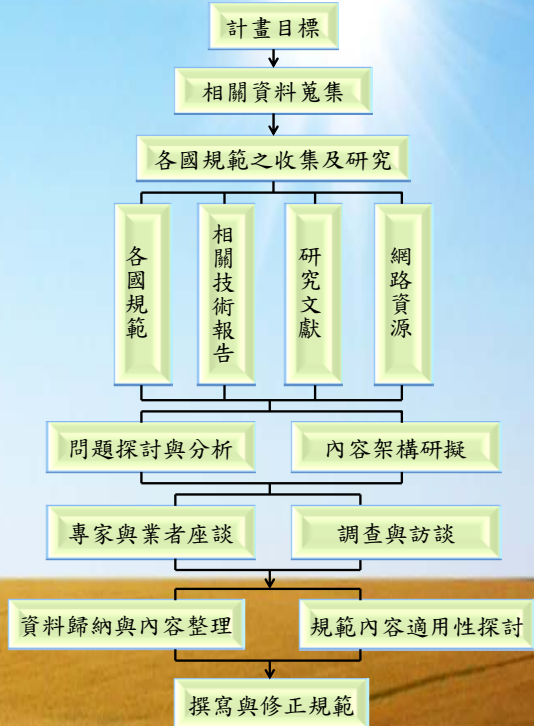 計畫目標
相關資料蒐集
各國規範之收集及研究
各國規範
相關技術報告
研究文獻
網路資源
問題探討與分析
內容架構研擬
專家與業者座談
調查與訪談
資料歸納與內容整理
規範內容適用性探討
撰寫與修正規範